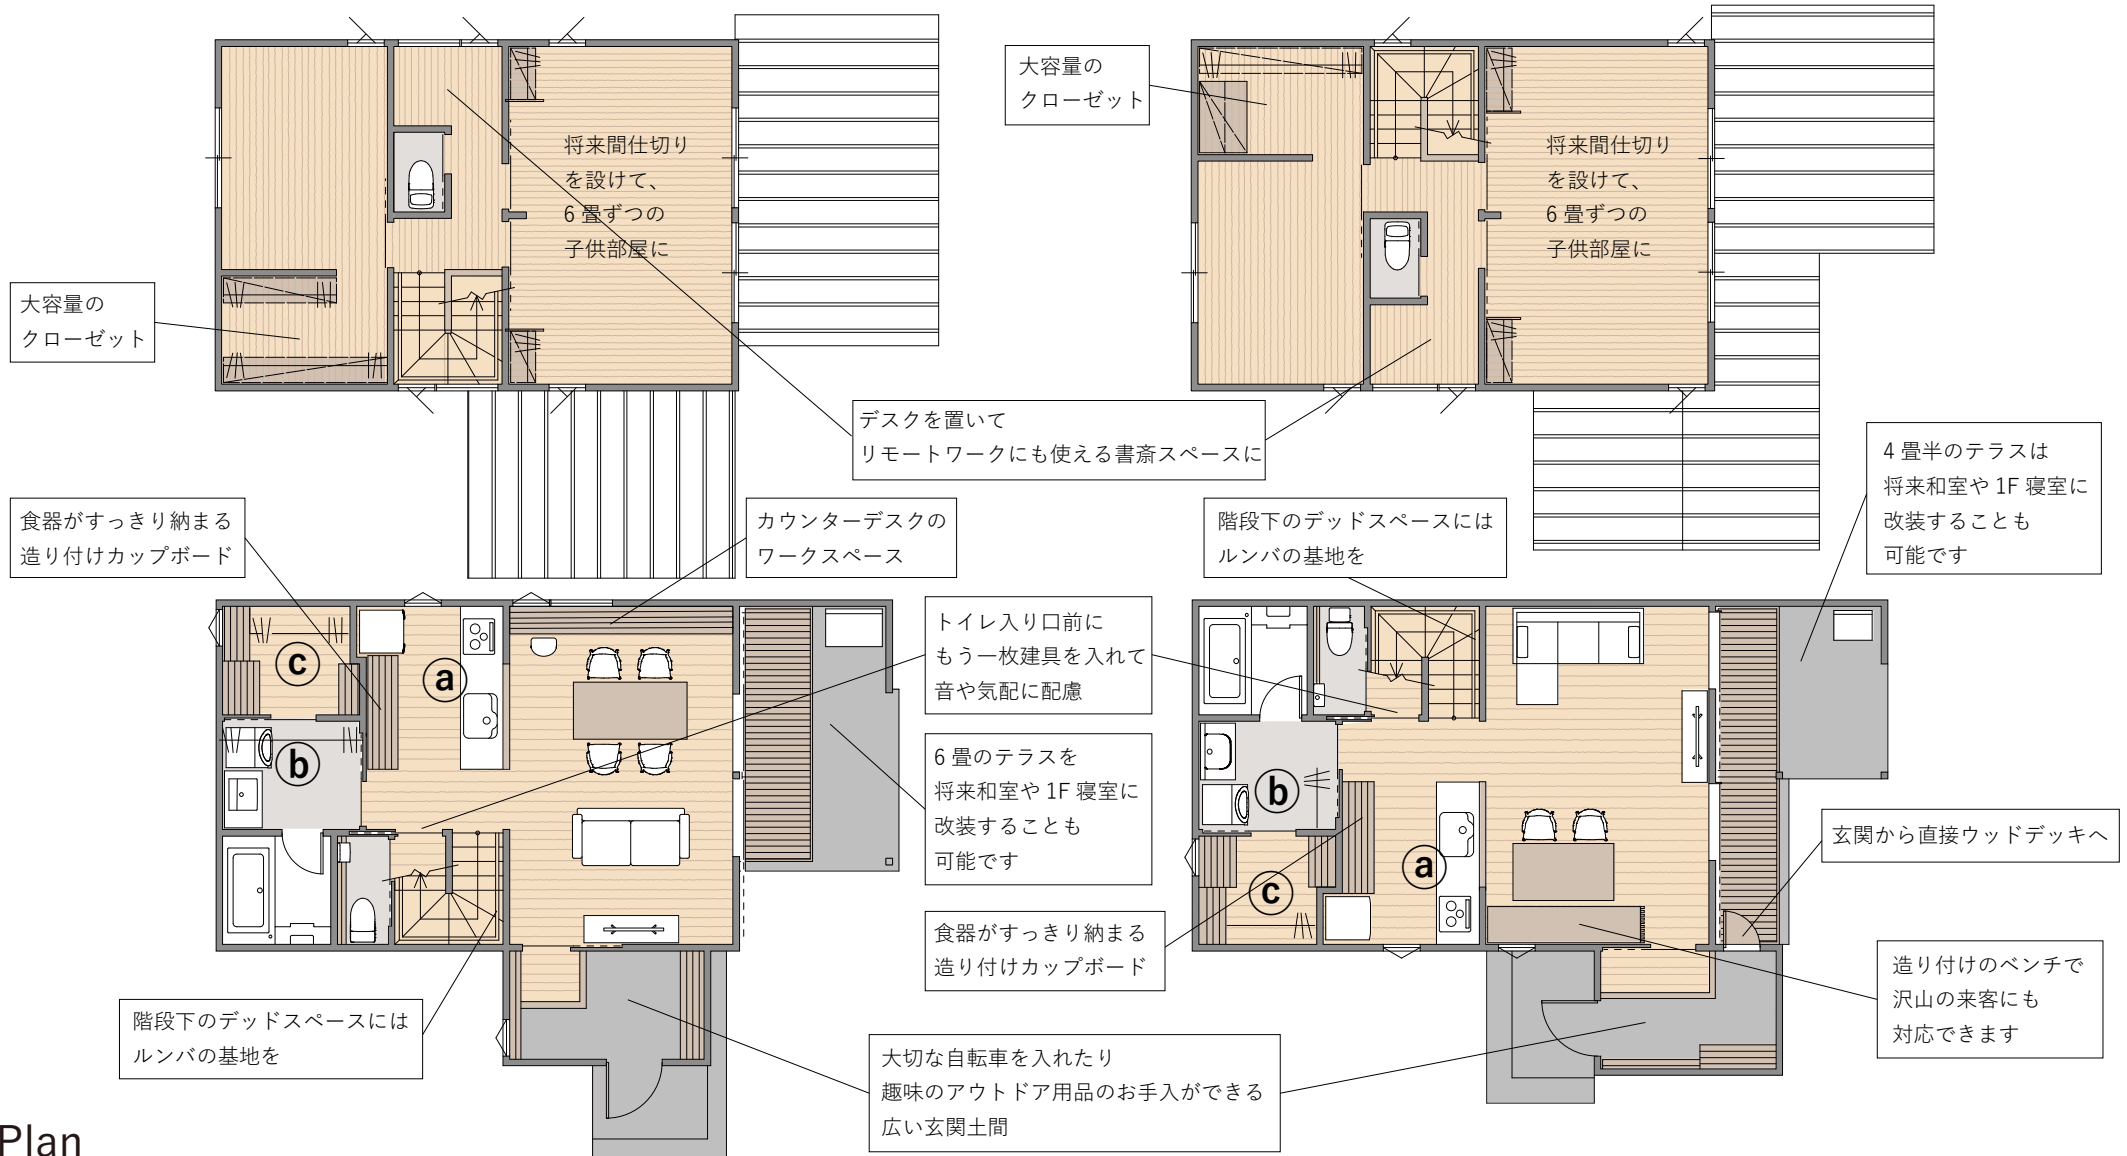 大容量の
クローゼット
将来間仕切り
を設けて、
6 畳ずつの
子供部屋に
将来間仕切り
を設けて、
6 畳ずつの
子供部屋に
大容量の
クローゼット
デスクを置いて
リモートワークにも使える書斎スペースに
4 畳半のテラスは
将来和室や 1F 寝室に
改装することも
可能です
食器がすっきり納まる
造り付けカップボード
カウンターデスクの
ワークスペース
階段下のデッドスペースには
ルンバの基地を
トイレ入り口前に
もう一枚建具を入れて
音や気配に配慮
ⓒ
ⓐ
ⓑ
6 畳のテラスを
将来和室や 1F 寝室に
改装することも
可能です
ⓑ
ⓐ
ⓒ
玄関から直接ウッドデッキへ
食器がすっきり納まる
造り付けカップボード
造り付けのベンチで
沢山の来客にも
対応できます
階段下のデッドスペースには
ルンバの基地を
大切な自転車を入れたり
趣味のアウトドア用品のお手入ができる
広い玄関土間
Plan